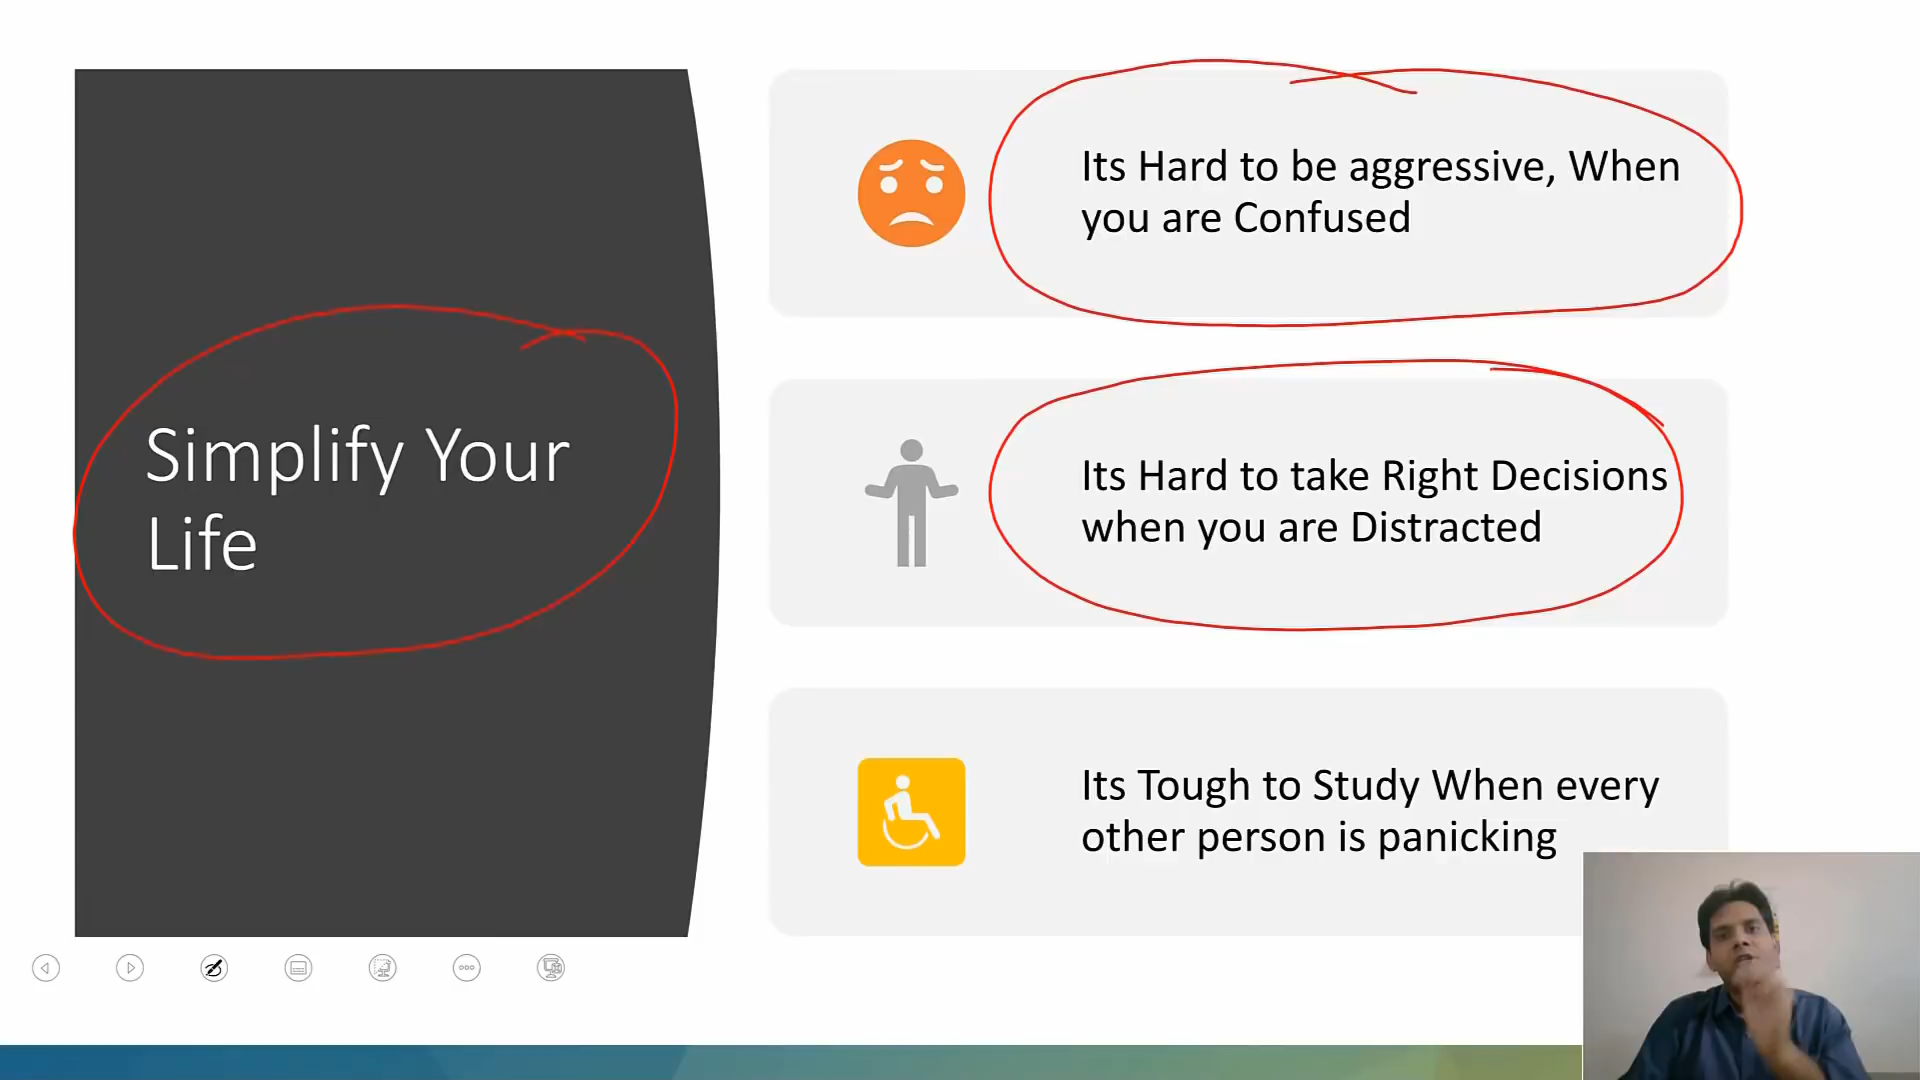 Simplify Your
Life
Its Hard to be aggressive, When
you are Confused
Its Hard to take Right Decisions
when you are Distracted
Its Tough to Study When every
other person is panicking